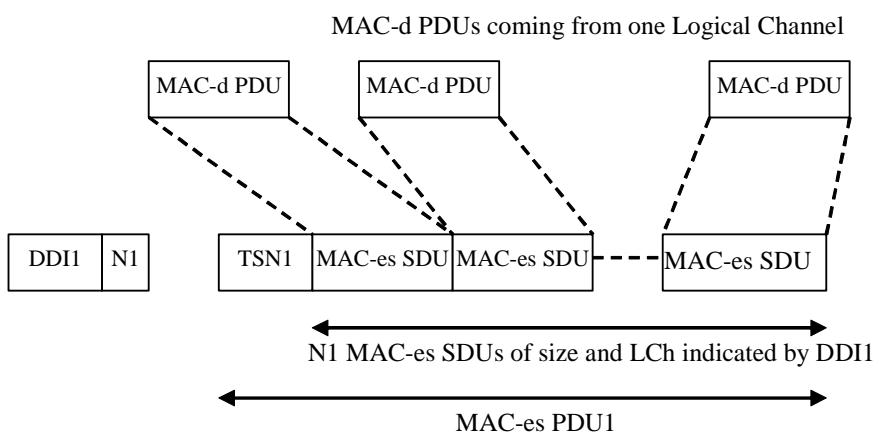 MAC-d PDUs coming from one Logical Channel
MAC-d PDU MAC-d PDU MAC-d PDU
DDI1 N1 TSN1 MAC-es SDU MAC-es SDU MAC-es SDU
N1 MAC-es SDUs of size and LCh indicated by DDI1
MAC-es PDU1